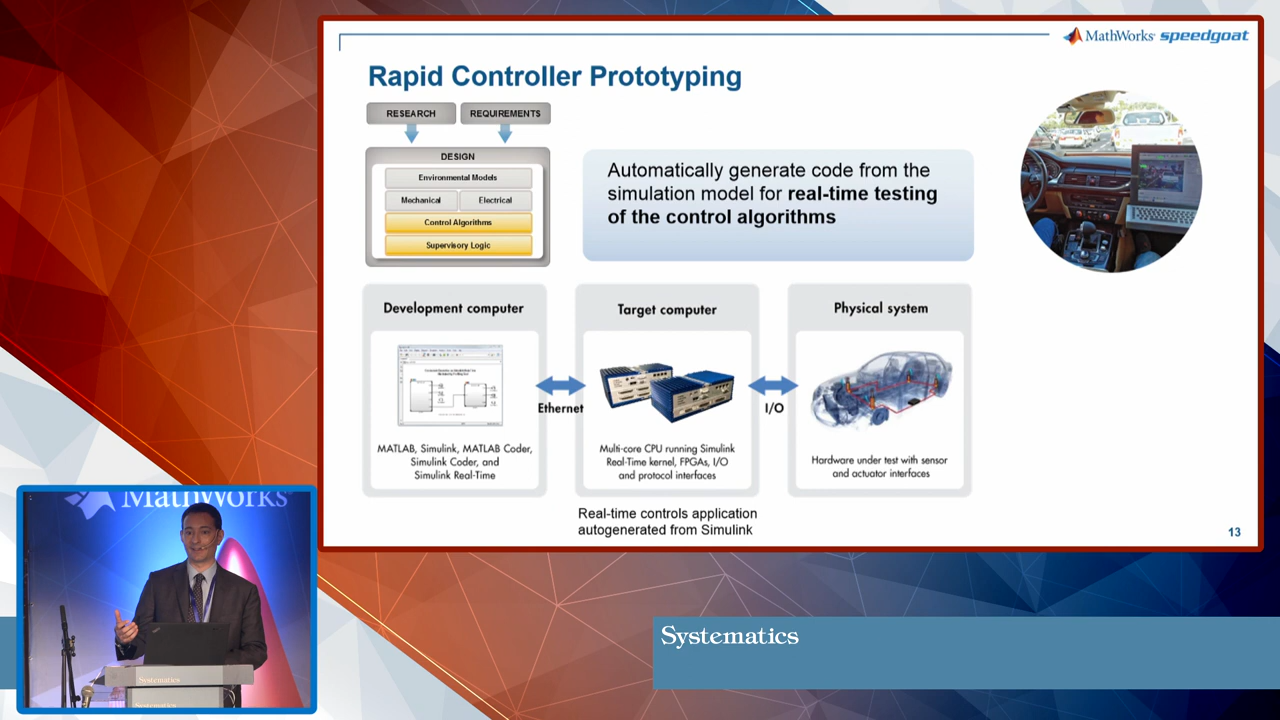 MathWorks speedgoat
Rapid Controller Prototyping
RESEARCH
REQUIREMENTS
DESIGN
Environmental Models
Mechanical
Electrical
Control Algorithms
Supervisory Logic
Automatically generate code from the
simulation model for real-time testing
of the control algorithms
Development computer
MATLAB, Simulink, MATLAB Coder,
Simulink Coder, and
Simulink Real-Time
Ethernet
Target computer
Multi-core CPU running Simulink
Real-Time kernel, FPGAs, I/O
and protocol interfaces
I/O
Physical system
Hardware under test with sensor
and actuator interfaces
Real-time controls application
autogenerated from Simulink
13
MathWorks
Systematics
Systematics
Systematics